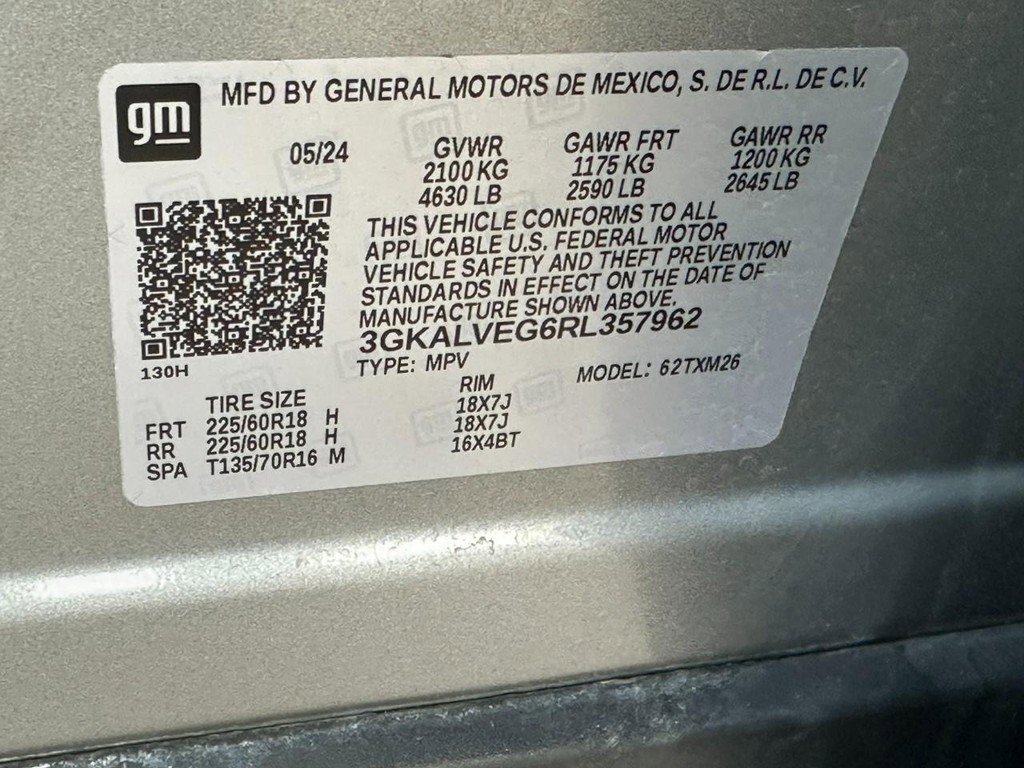 gm
MFD BY GENERAL MOTORS DE MEXICO, S. DE R.L. DE C.V.
05/24
GVWR GAWR FRT GAWR RR
2100 KG 1175 KG 1200 KG
4630 LB 2590 LB 2645 LB
THIS VEHICLE CONFORMS TO ALL
APPLICABLE U.S. FEDERAL MOTOR
VEHICLE SAFETY AND THEFT PREVENTION
STANDARDS IN EFFECT ON THE DATE OF
MANUFACTURE SHOWN ABOVE.
3GKALVEG6RL357962
130H
TYPE: MPV MODEL: 62TXM26
TIRE SIZE RIM
FRT 225/60R18 H 18X7J
RR 225/60R18 H 18X7J
SPA T135/70R16 M 16X4BT